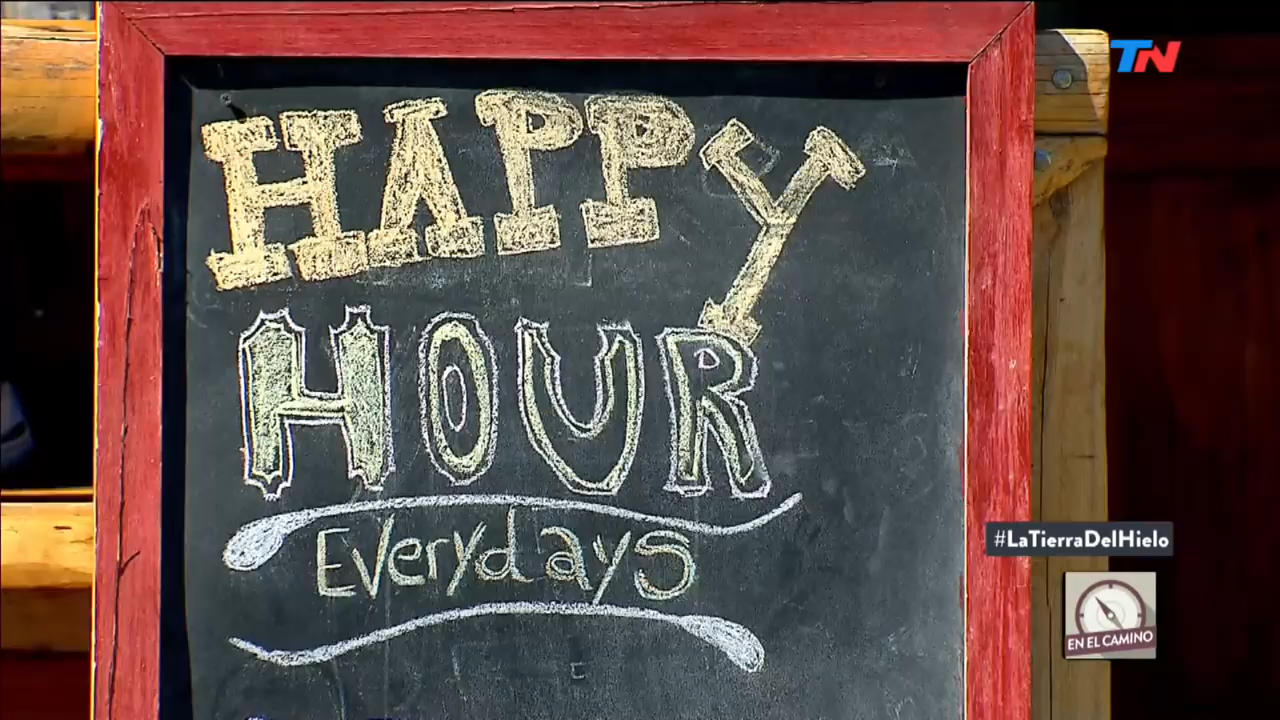 TN
HAPPY
HOUR
Everydays
#LaTierraDelHielo
EN EL CAMINO